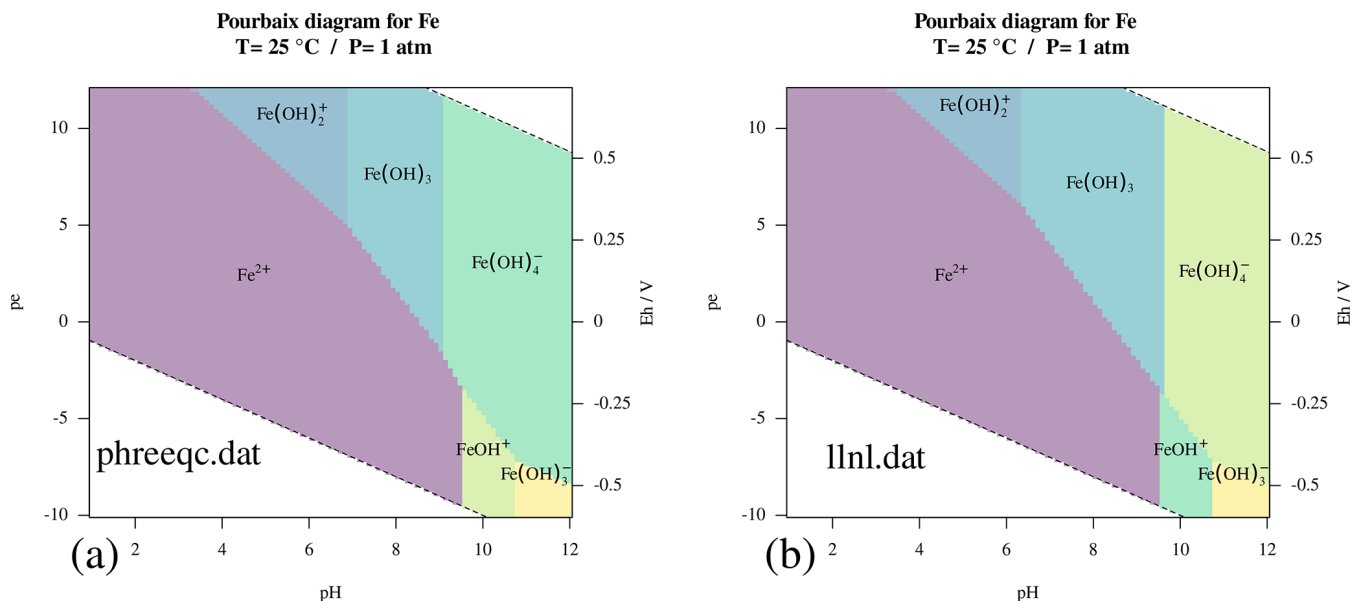 Pourbaix diagram for Fe
T= 25 °C / P= 1 atm
10
5
0
-5
-10
pe
Fe(OH)₂⁺
Fe(OH)₃
Fe(OH)₄⁻
Fe²⁺
FeOH⁺
Fe(OH)₃⁻
phreeqc.dat
0.5
0.25
0
-0.25
-0.5
Eh / V
(a)
2 4 6 8 10 12
pH
Pourbaix diagram for Fe
T= 25 °C / P= 1 atm
10
5
0
-5
-10
pe
Fe(OH)₂⁺
Fe(OH)₃
Fe(OH)₄⁻
Fe²⁺
FeOH⁺
Fe(OH)₃⁻
llnl.dat
0.5
0.25
0
-0.25
-0.5
Eh / V
(b)
2 4 6 8 10 12
pH